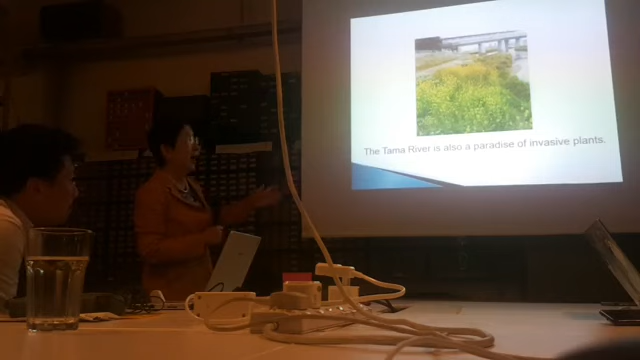 The Tama River is also a paradise of invasive plants.